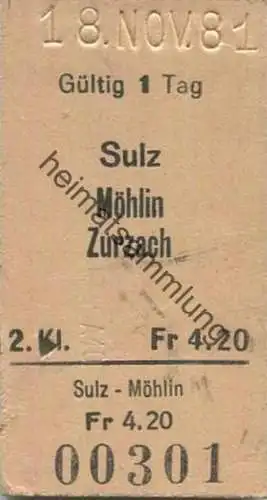 18.NOV.81
Gültig 1 Tag
Sulz
Möhlin
Zurzach
heimatsammlung
2. Kl. Fr 4.20
Sulz - Möhlin
Fr 4.20
00301